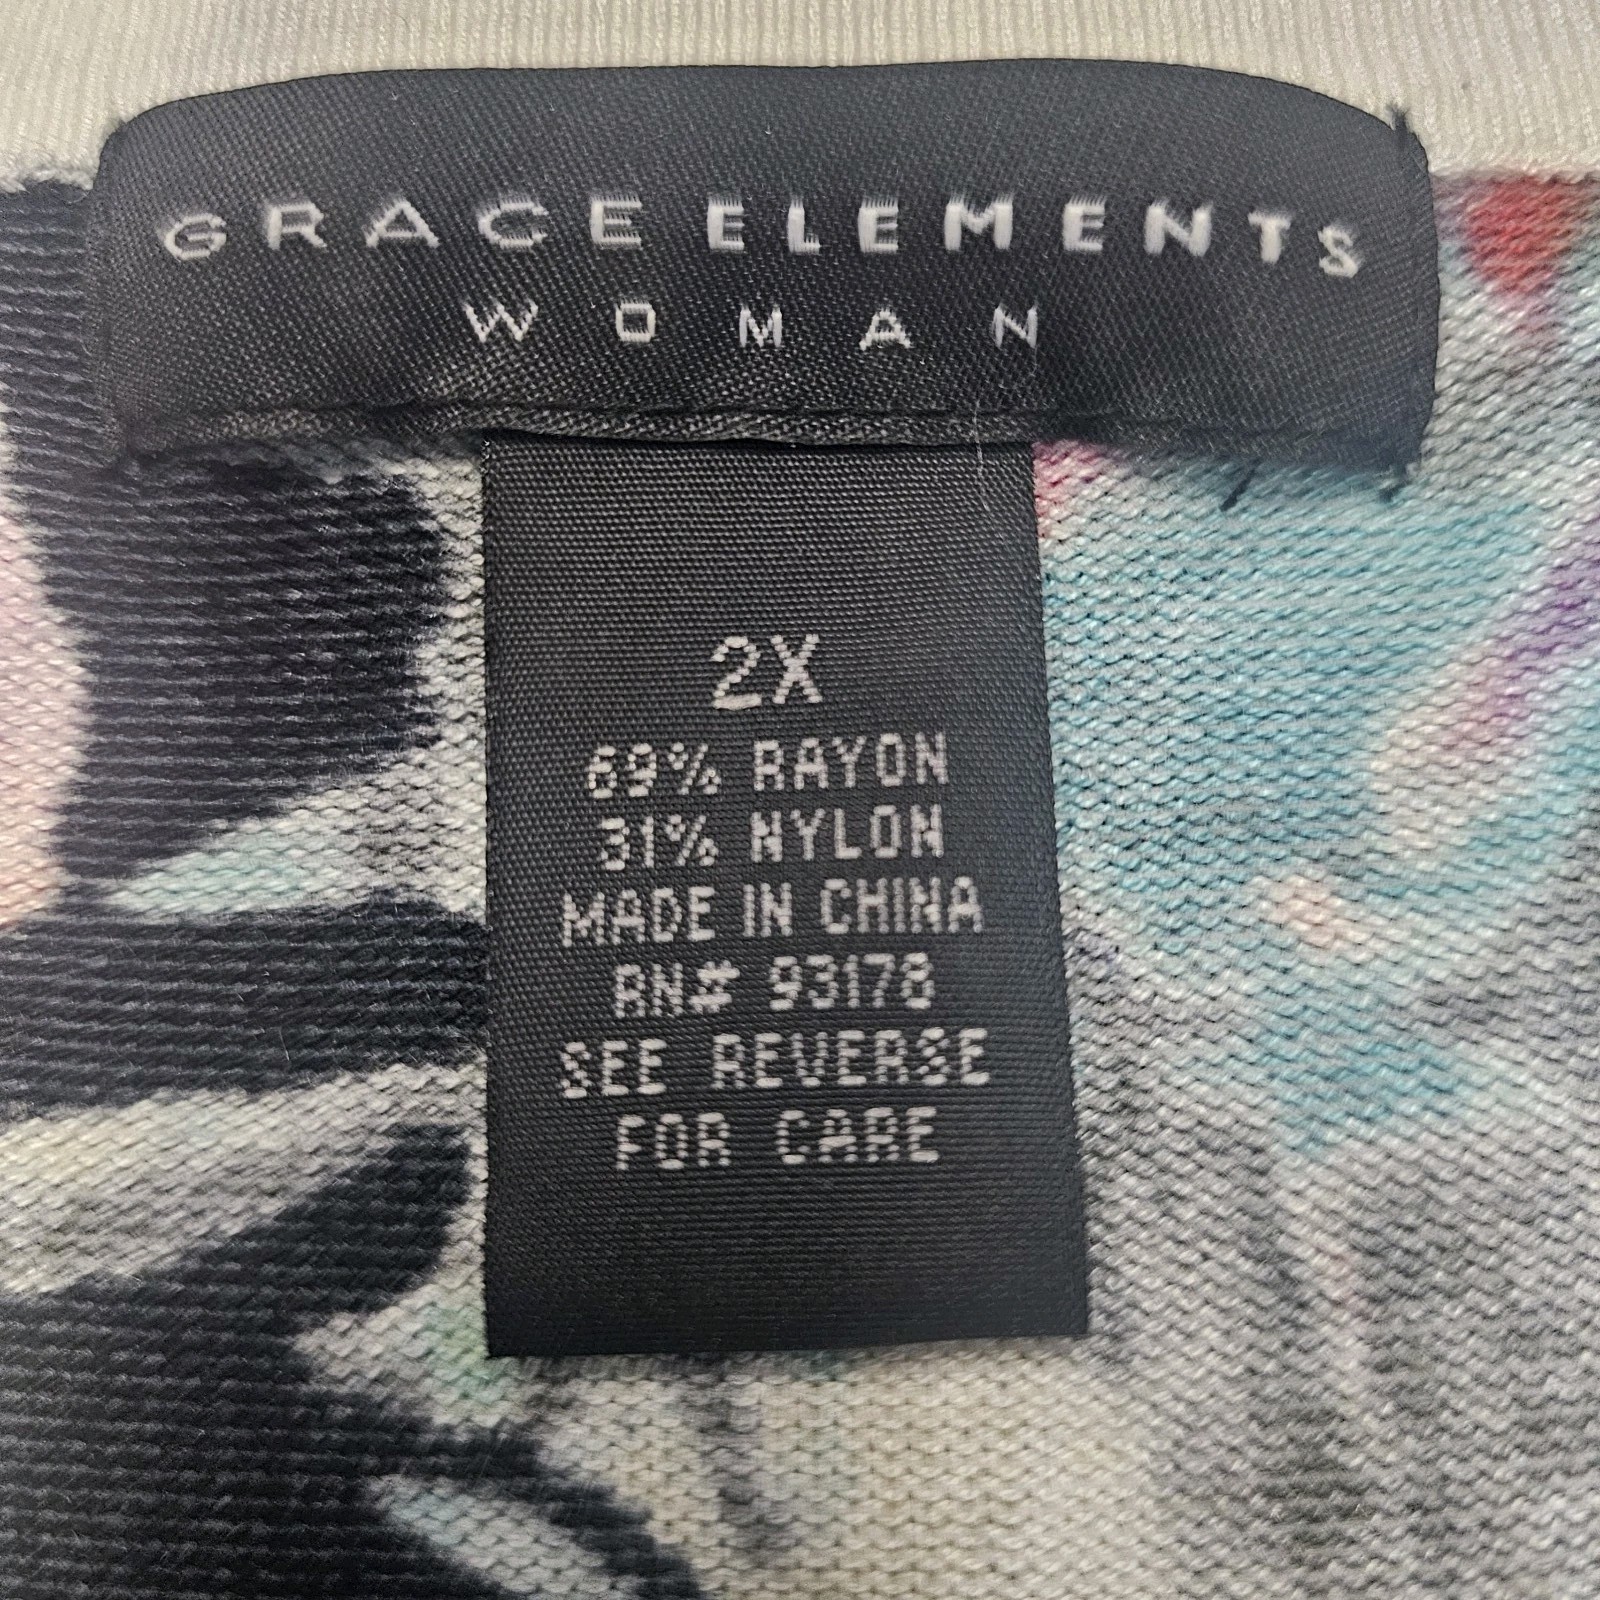 GRACE ELEMENTS
WOMAN
2X
69% RAYON
31% NYLON
MADE IN CHINA
RN# 93178
SEE REVERSE
FOR CARE